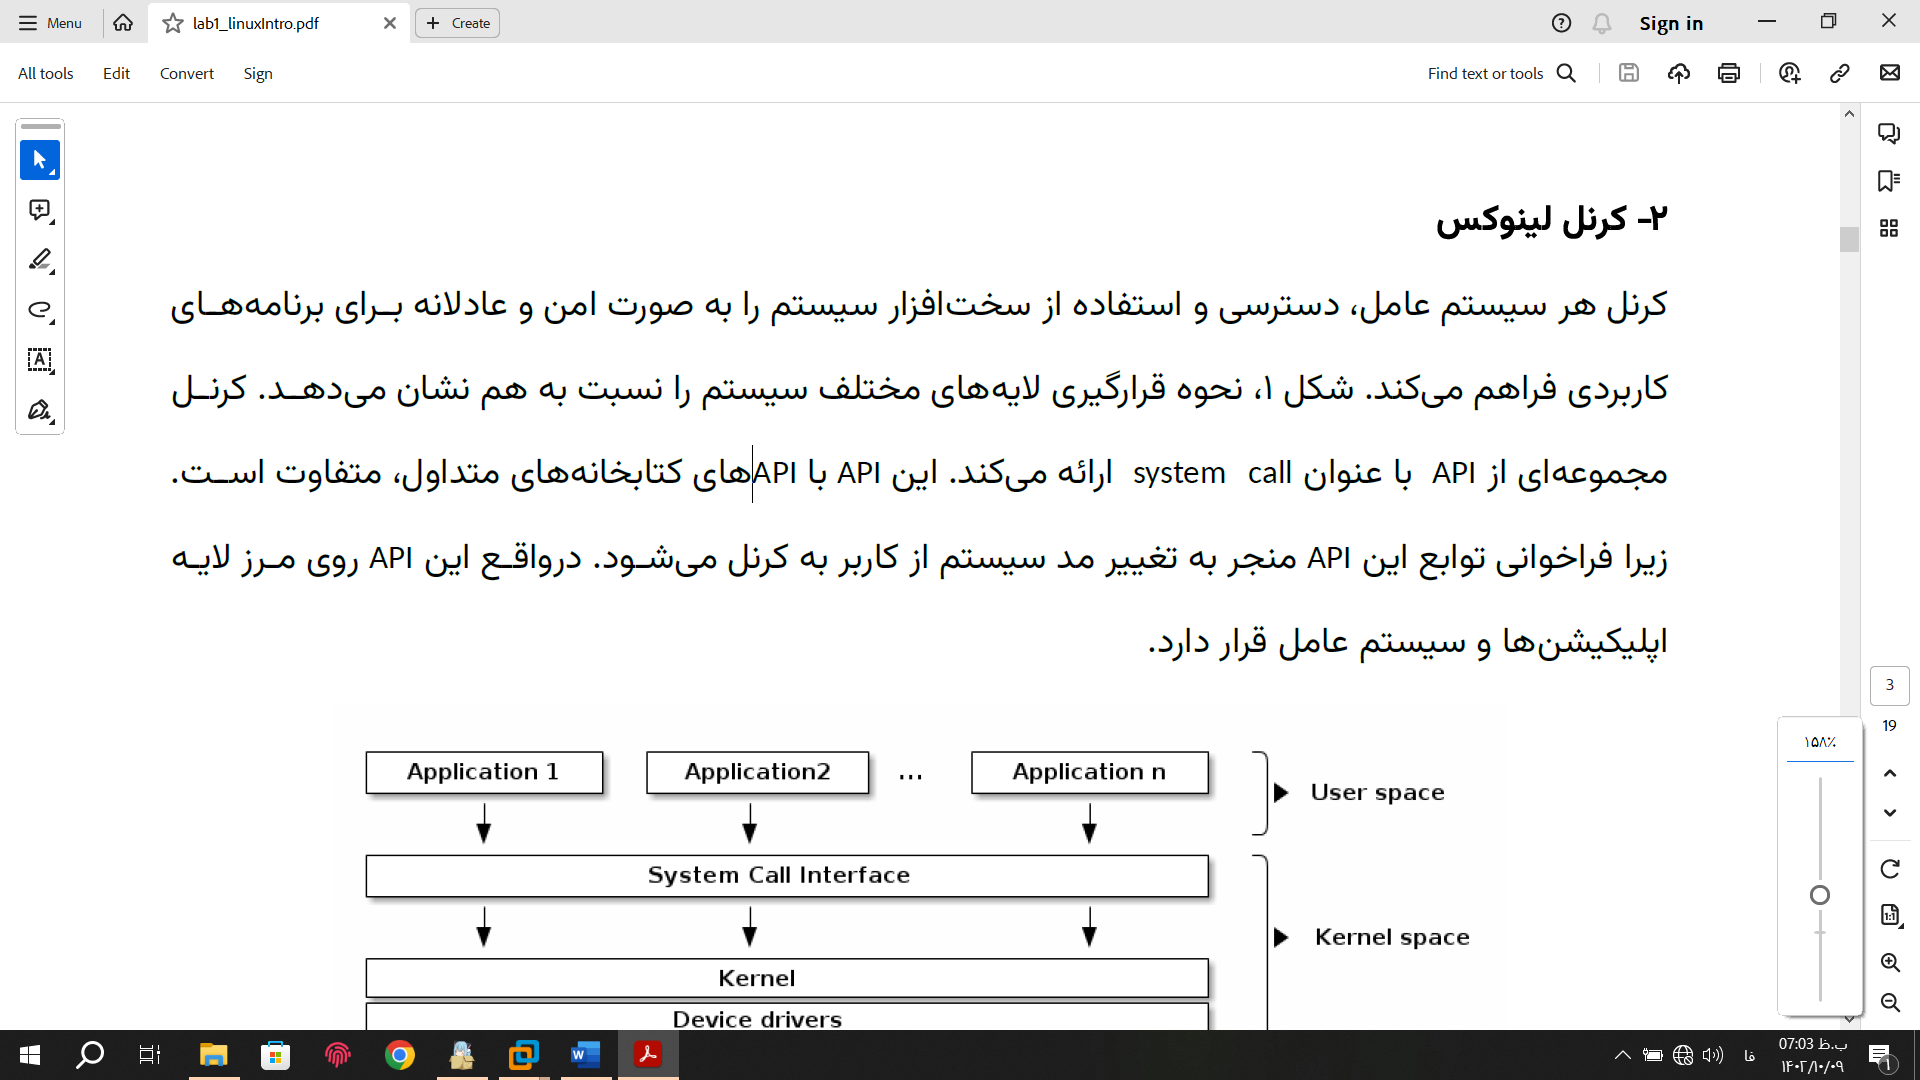 Menu
lab1_linuxIntro.pdf
Create
Sign in
All tools
Edit
Convert
Sign
Find text or tools
۲- کرنل لینوکس
کرنل هر سیستم عامل، دسترسی و استفاده از سخت‌افزار سیستم را به صورت امن و عادلانه بـرای برنامه‌هـای
کاربردی فراهم می‌کند. شکل ۱، نحوه قرارگیری لایه‌های مختلف سیستم را نسبت به هم نشان می‌دهـد. کرنـل
مجموعه‌ای از API با عنوان system call ارائه می‌کند. این API با APIهای کتابخانه‌های متداول، متفاوت اسـت.
زیرا فراخوانی توابع این API منجر به تغییر مد سیستم از کاربر به کرنل می‌شـود. درواقـع این API روی مـرز لایـه
اپلیکیشن‌ها و سیستم عامل قرار دارد.
Application 1
Application2
...
Application n
User space
System Call Interface
Kernel space
Kernel
Device drivers
3
19
۱۵۸٪
فا
07:03 ب.ظ
۱۴۰۲/۱۰/۰۹
۱